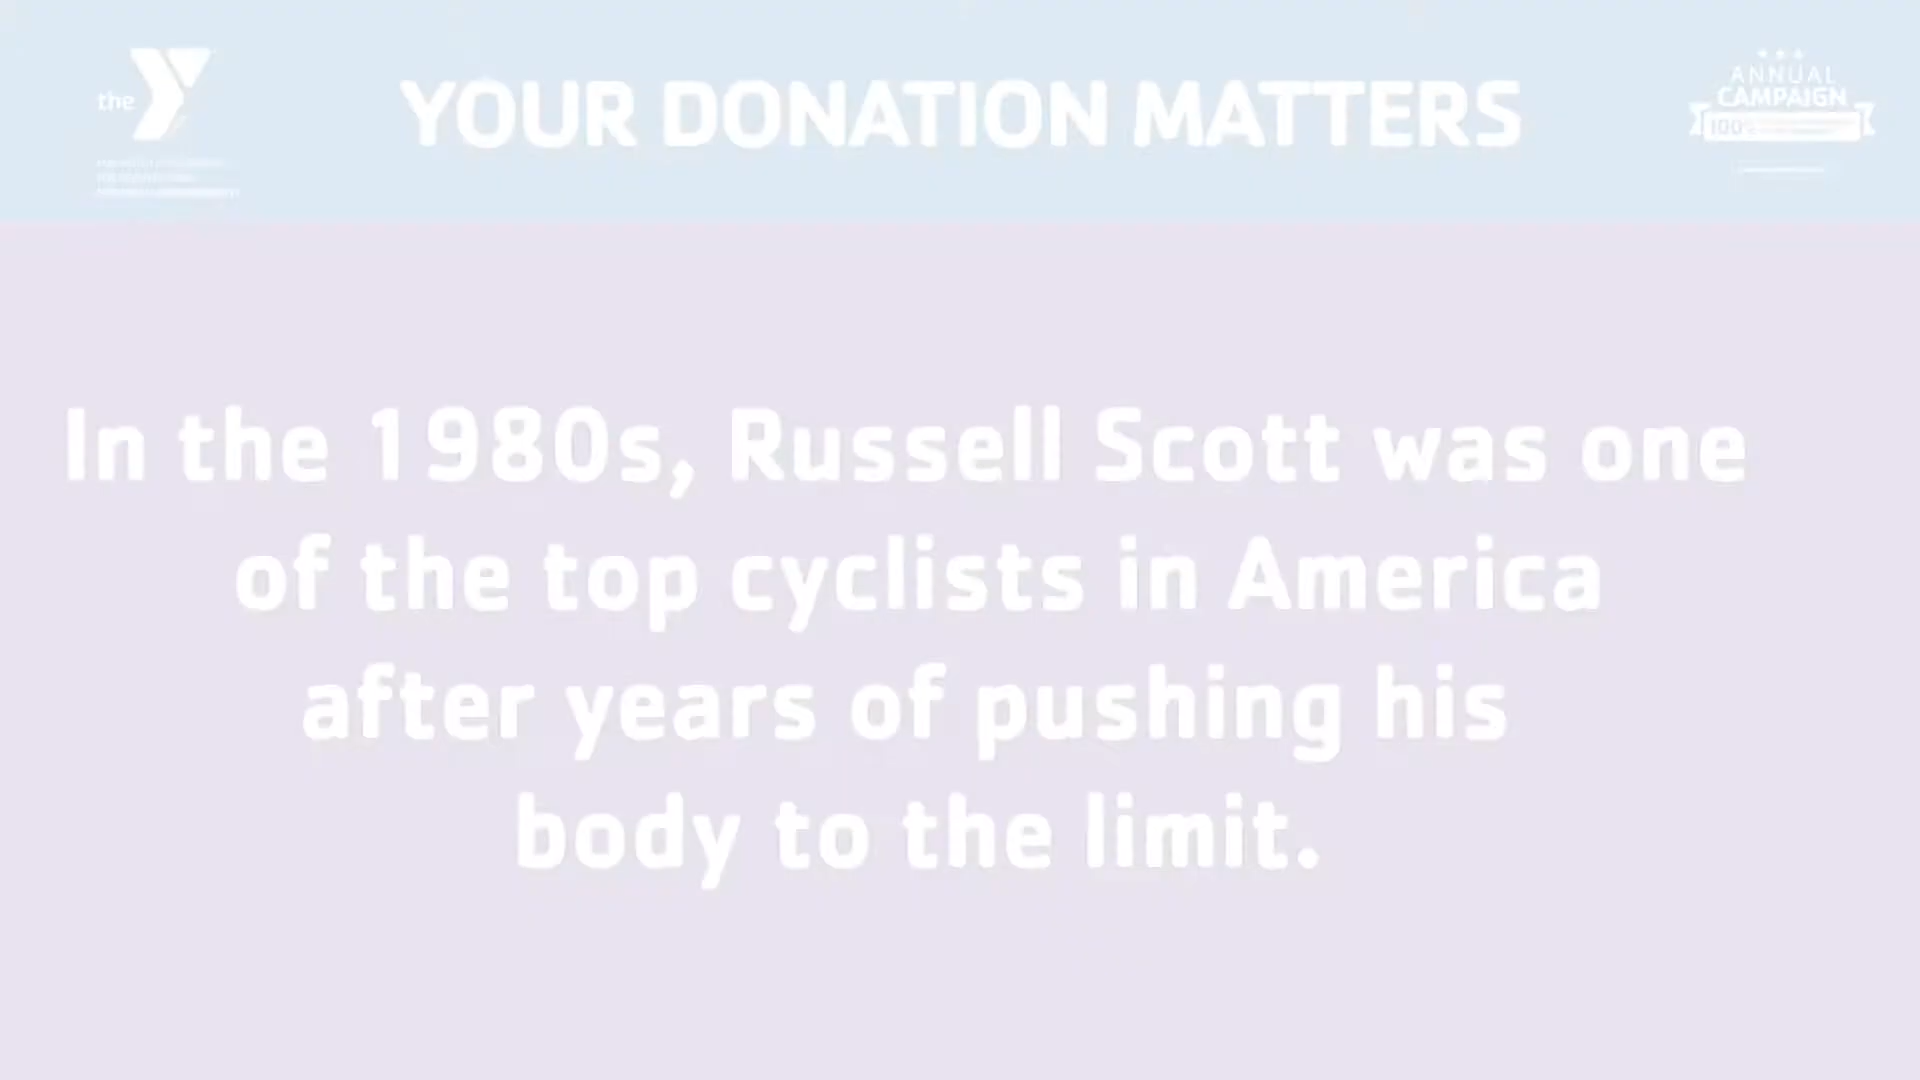 the Y
YOUR DONATION MATTERS
ANNUAL
CAMPAIGN
100%
In the 1980s, Russell Scott was one
of the top cyclists in America
after years of pushing his
body to the limit.